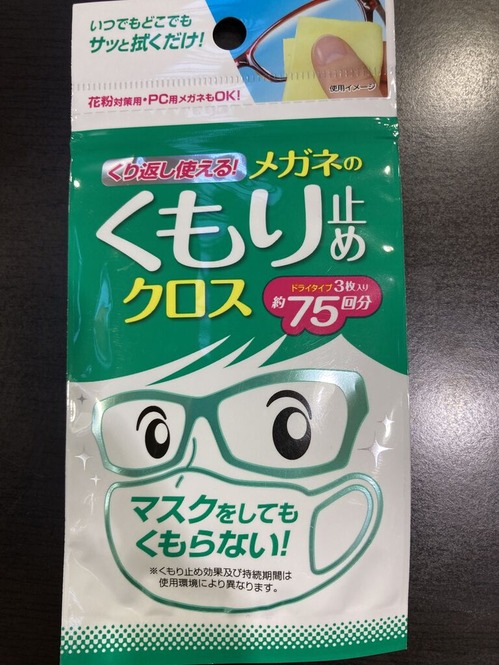 いつでもどこでも
サッと拭くだけ!
使用イメージ
花粉対策用・PC用メガネもOK!
くり返し使える!
メガネの
くもり止め
クロス
ドライタイプ 3枚入り
約75回分
マスクをしても
くもらない!
※くもり止め効果及び持続期間は
使用環境により異なります。